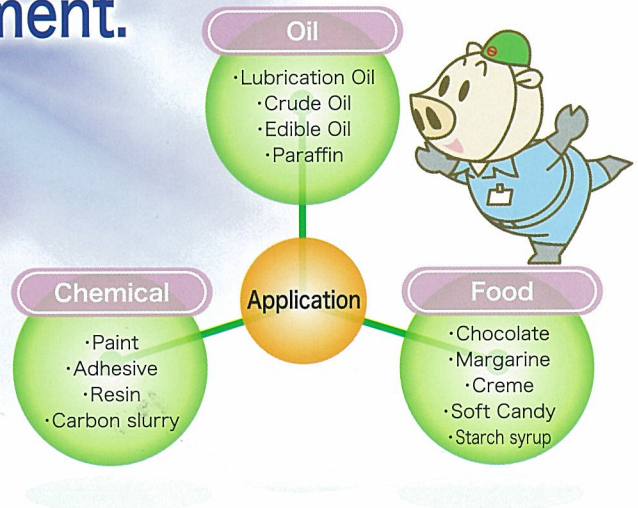 ment.
Oil
·Lubrication Oil
·Crude Oil
·Edible Oil
·Paraffin
Application
Chemical
·Paint
·Adhesive
·Resin
·Carbon slurry
Food
·Chocolate
·Margarine
·Creme
·Soft Candy
·Starch syrup